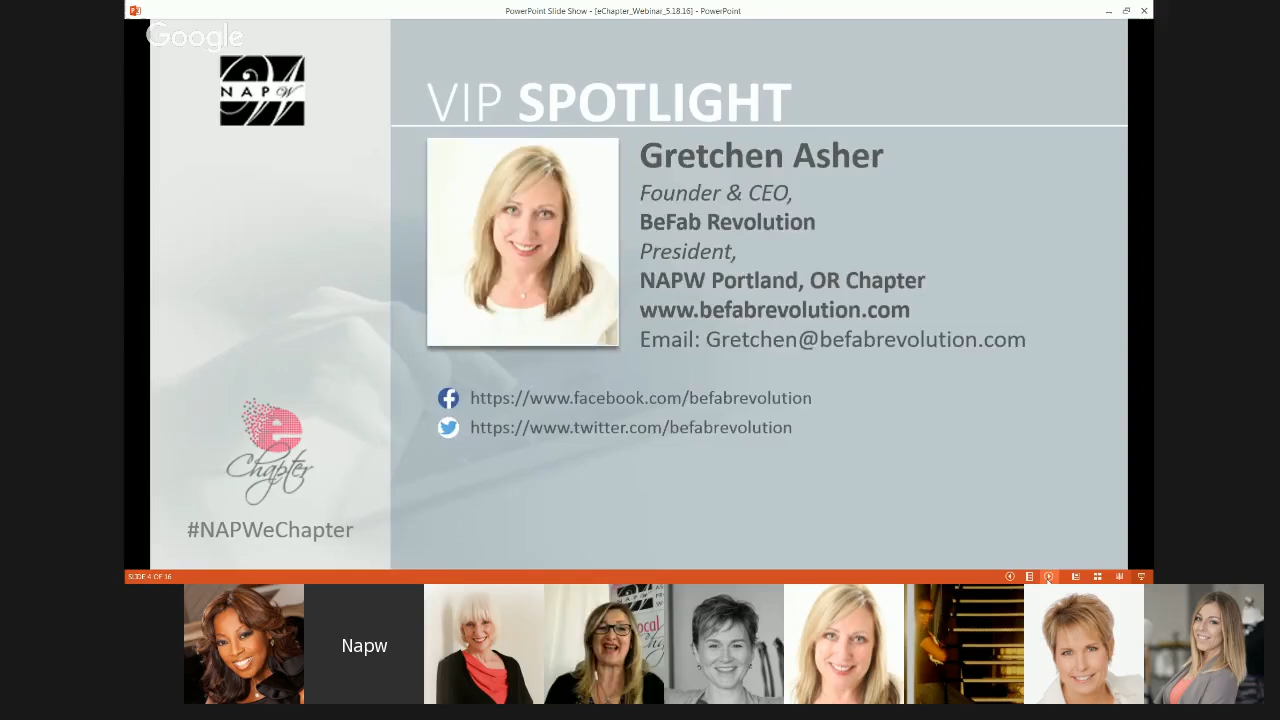 PowerPoint Slide Show - [eChapter_Webinar_5.18.16] - PowerPoint
Google
NAPW
VIP SPOTLIGHT
Gretchen Asher
Founder & CEO,
BeFab Revolution
President,
NAPW Portland, OR Chapter
www.befabrevolution.com
Email: Gretchen@befabrevolution.com
https://www.facebook.com/befabrevolution
https://www.twitter.com/befabrevolution
e
Chapter
#NAPWeChapter
SLIDE 4 OF 16
Napw